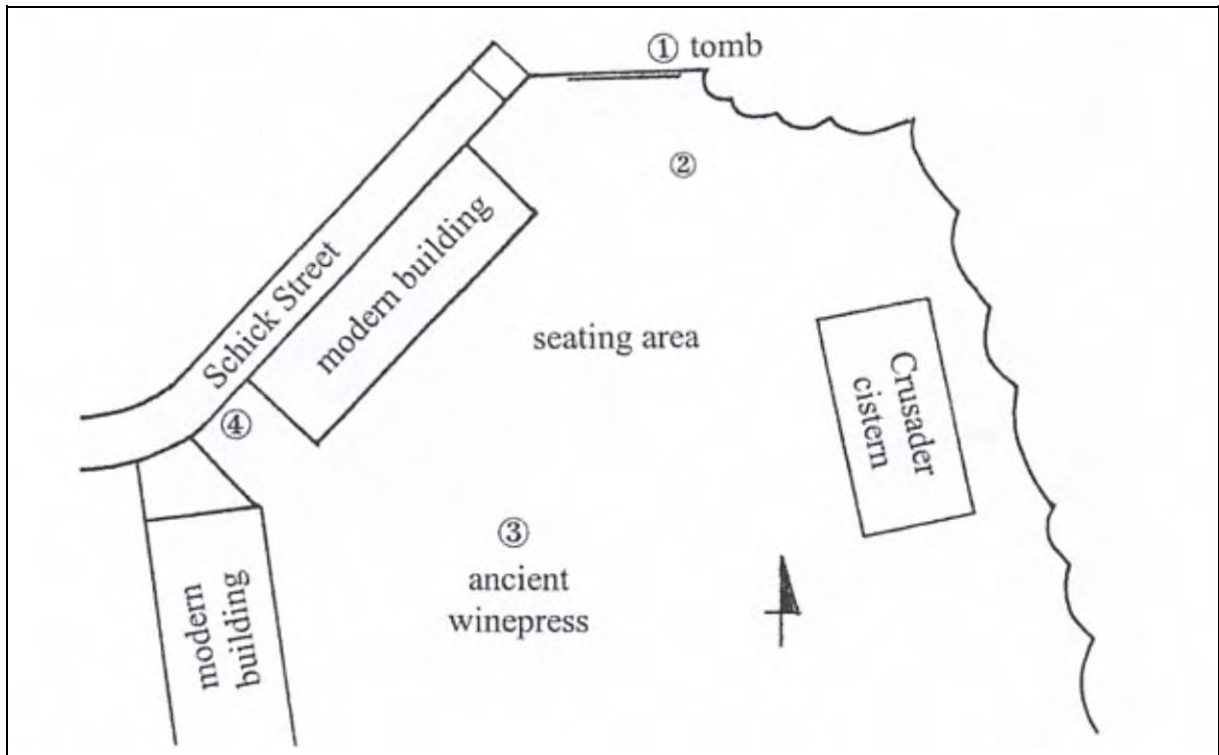 ① tomb
②
Schick Street
modern building
seating area
Crusader
cistern
④
③
ancient
winepress
modern
building